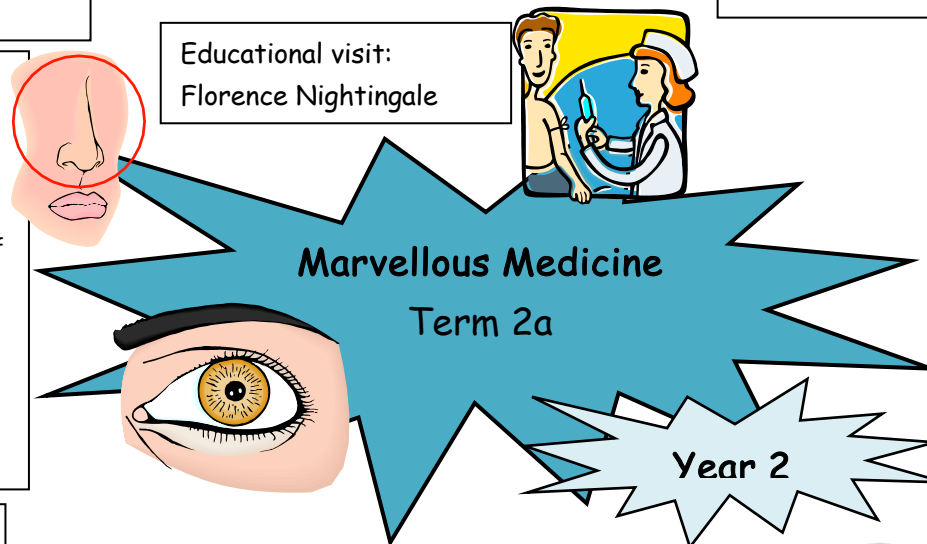 Educational visit:
Florence Nightingale
Marvellous Medicine
Term 2a
Year 2